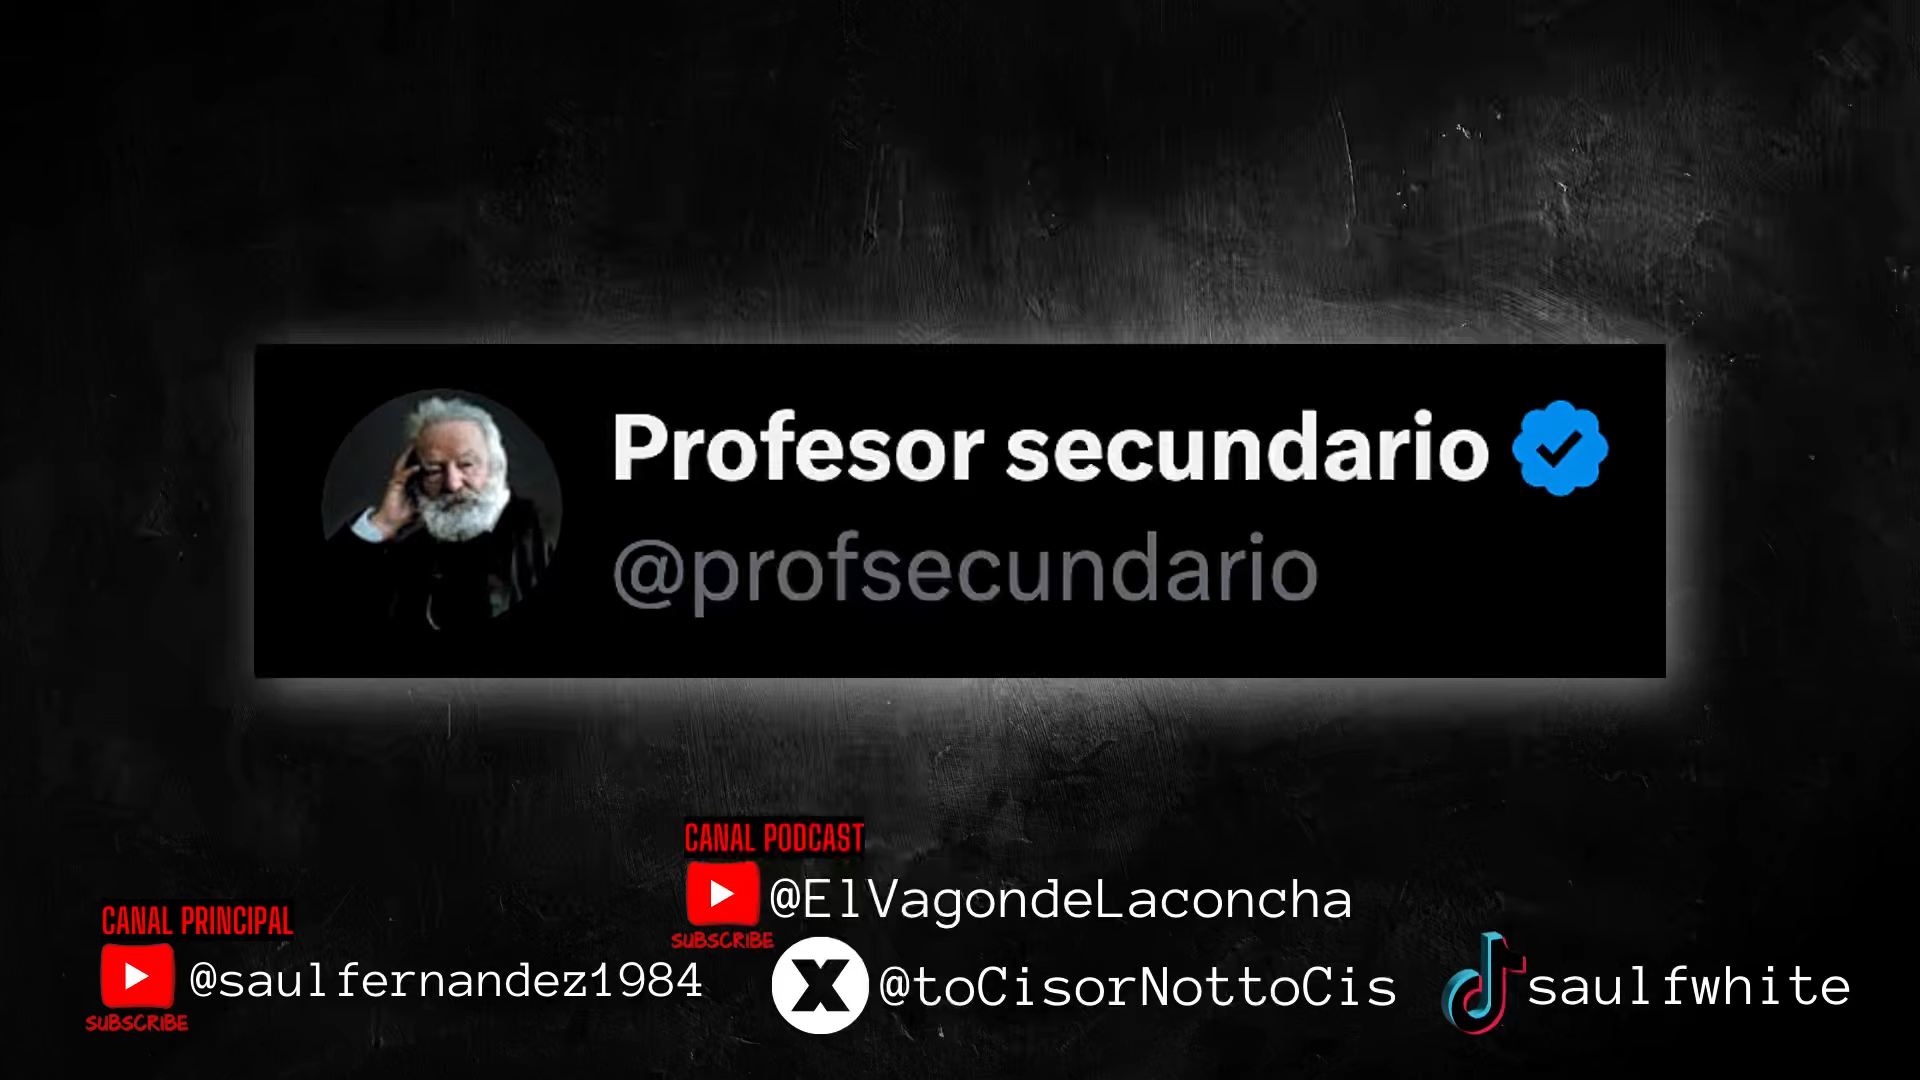 Profesor secundario
@profsecundario
CANAL PODCAST
@ElVagondeLaconcha
SUBSCRIBE
CANAL PRINCIPAL
@saulfernandez1984
SUBSCRIBE
@toCisorNottoCis
saulfwhite